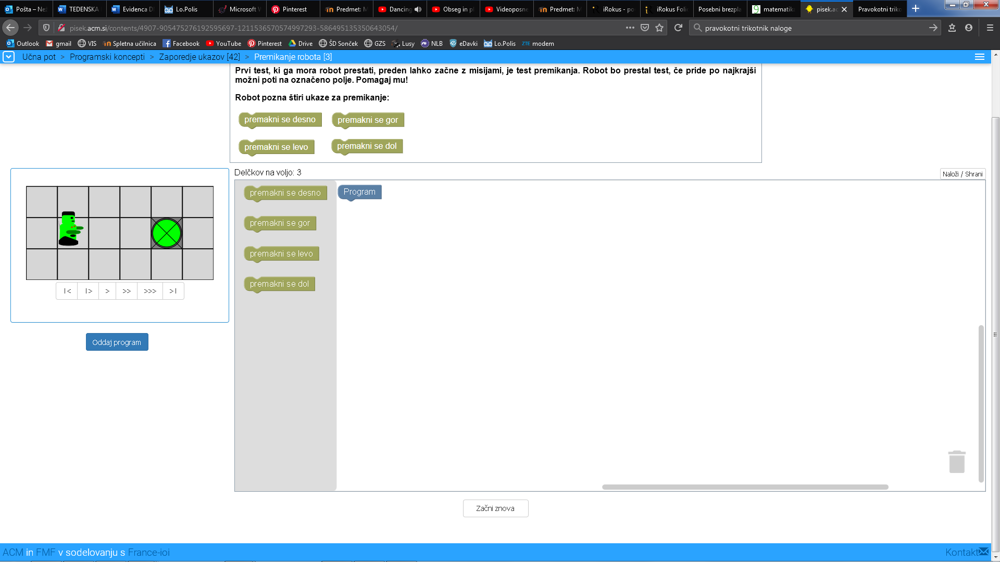 Pošta – Než
TEDENSKA
Evidenca D
Lo.Polis
Microsoft
Pinterest
Predmet: M
Dancing
Obseg in pl
Videoposne
Predmet: M
iRokus - po
iRokus Foli
Posebni brezpla
matematika
pisek.ac
Pravokotni triko
pisek.acm.si/contents/4907-905475276192595697-1211536570574997293-586495135350643054/
pravokotni trikotnik naloge
Outlook gmail VIS Spletna učilnica Facebook YouTube Pinterest Drive ŠD Sonček GZS Lusy NLB eDavki Lo.Polis ZTE modem
Učna pot > Programski koncepti > Zaporedje ukazov [42] > Premikanje robota [3]
Prvi test, ki ga mora robot prestati, preden lahko začne z misijami, je test premikanja. Robot bo prestal test, če pride po najkrajši
možni poti na označeno polje. Pomagaj mu!
Robot pozna štiri ukaze za premikanje:
premakni se desno premakni se gor
premakni se levo premakni se dol
Delčkov na voljo: 3
Naloži / Shrani
premakni se desno
premakni se gor
premakni se levo
premakni se dol
Program
|< |> > >> >>> >|
Oddaj program
Začni znova
ACM in FMF v sodelovanju s France-ioi
Kontakt